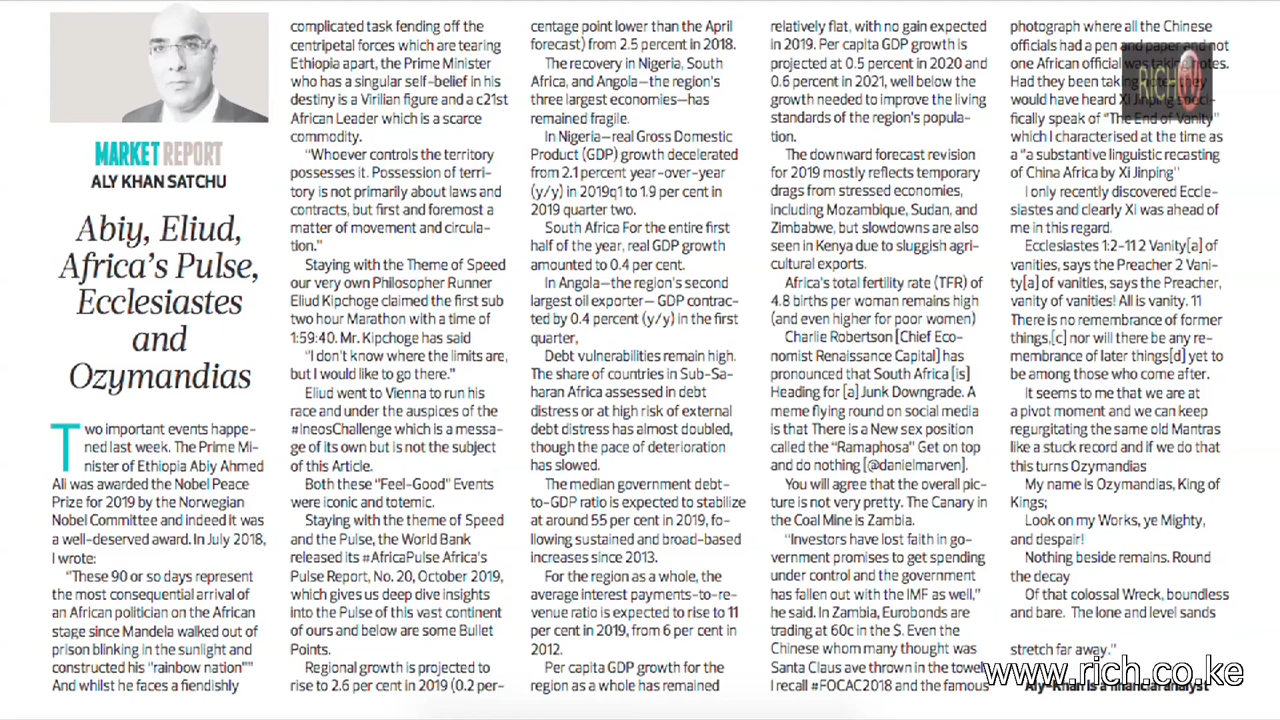 MARKET REPORT
ALY KHAN SATCHU
Abiy, Eliud,
Africa's Pulse,
Ecclesiastes
and
Ozymandias
Two important events happe-
ned last week. The Prime Mi-
nister of Ethiopia Abiy Ahmed
Ali was awarded the Nobel Peace
Prize for 2019 by the Norwegian
Nobel Committee and indeed it was
a well-deserved award. In July 2018,
I wrote:
"These 90 or so days represent
the most consequential arrival of
an African politician on the African
stage since Mandela walked out of
prison blinking in the sunlight and
constructed his "rainbow nation""
And whilst he faces a fiendishly
complicated task fending off the
centripetal forces which are tearing
Ethiopia apart, the Prime Minister
who has a singular self-belief in his
destiny is a Virilian figure and a c21st
African Leader which is a scarce
commodity.
"Whoever controls the territory
possesses it. Possession of terri-
tory is not primarily about laws and
contracts, but first and foremost a
matter of movement and circula-
tion."
Staying with the Theme of Speed
our very own Philosopher Runner
Eliud Kipchoge claimed the first sub
two hour Marathon with a time of
1:59:40. Mr. Kipchoge has said
"I don't know where the limits are,
but I would like to go there."
Eliud went to Vienna to run his
race and under the auspices of the
#IneosChallenge which is a messa-
ge of its own but is not the subject
of this Article.
Both these "Feel-Good" Events
were iconic and totemic.
Staying with the theme of Speed
and the Pulse, the World Bank
released its #AfricaPulse Africa's
Pulse Report, No. 20, October 2019,
which gives us deep dive insights
into the Pulse of this vast continent
of ours and below are some Bullet
Points.
Regional growth is projected to
rise to 2.6 per cent in 2019 (0.2 per-
centage point lower than the April
forecast) from 2.5 percent in 2018.
The recovery in Nigeria, South
Africa, and Angola—the region's
three largest economies—has
remained fragile.
In Nigeria—real Gross Domestic
Product (GDP) growth decelerated
from 2.1 percent year-over-year
(y/y) in 2019q1 to 1.9 per cent in
2019 quarter two.
South Africa For the entire first
half of the year, real GDP growth
amounted to 0.4 per cent.
In Angola—the region's second
largest oil exporter— GDP contrac-
ted by 0.4 percent (y/y) in the first
quarter,
Debt vulnerabilities remain high.
The share of countries in Sub-Sa-
haran Africa assessed in debt
distress or at high risk of external
debt distress has almost doubled,
though the pace of deterioration
has slowed.
The median government debt-
to-GDP ratio is expected to stabilize
at around 55 per cent in 2019, fo-
llowing sustained and broad-based
increases since 2013.
For the region as a whole, the
average interest payments-to-re-
venue ratio is expected to rise to 11
per cent in 2019, from 6 per cent in
2012.
Per capita GDP growth for the
region as a whole has remained
relatively flat, with no gain expected
in 2019. Per capita GDP growth is
projected at 0.5 percent in 2020 and
0.6 percent in 2021, well below the
growth needed to improve the living
standards of the region's popula-
tion.
The downward forecast revision
for 2019 mostly reflects temporary
drags from stressed economies,
including Mozambique, Sudan, and
Zimbabwe, but slowdowns are also
seen in Kenya due to sluggish agri-
cultural exports.
Africa's total fertility rate (TFR) of
4.8 births per woman remains high
(and even higher for poor women)
Charlie Robertson [Chief Eco-
nomist Renaissance Capital] has
pronounced that South Africa [is]
Heading for [a] Junk Downgrade. A
meme flying round on social media
is that There is a New sex position
called the "Ramaphosa" Get on top
and do nothing [@danielmarven].
You will agree that the overall pic-
ture is not very pretty. The Canary in
the Coal Mine is Zambia.
"Investors have lost faith in go-
vernment promises to get spending
under control and the government
has fallen out with the IMF as well,"
he said. In Zambia, Eurobonds are
trading at 60c in the $. Even the
Chinese whom many thought was
Santa Claus ave thrown in the towel
I recall #FOCAC2018 and the famous
photograph where all the Chinese
officials had a pen and paper and not
one African official was taking notes.
Had they been taking notes they
would have heard Xi Jinping speci-
fically speak of "The End of Vanity"
which I characterised at the time as
a "a substantive linguistic recasting
of China Africa by Xi Jinping"
I only recently discovered Eccle-
siastes and clearly Xi was ahead of
me in this regard.
Ecclesiastes 1:2-11 2 Vanity[a] of
vanities, says the Preacher 2 Vani-
ty[a] of vanities, says the Preacher,
vanity of vanities! All is vanity. 11
There is no remembrance of former
things,[c] nor will there be any re-
membrance of later things[d] yet to
be among those who come after.
It seems to me that we are at
a pivot moment and we can keep
regurgitating the same old Mantras
like a stuck record and if we do that
this turns Ozymandias
My name is Ozymandias, King of
Kings;
Look on my Works, ye Mighty,
and despair!
Nothing beside remains. Round
the decay
Of that colossal Wreck, boundless
and bare. The lone and level sands
stretch far away."
Aly-Khan is a financial analyst
RICH
www.rich.co.ke